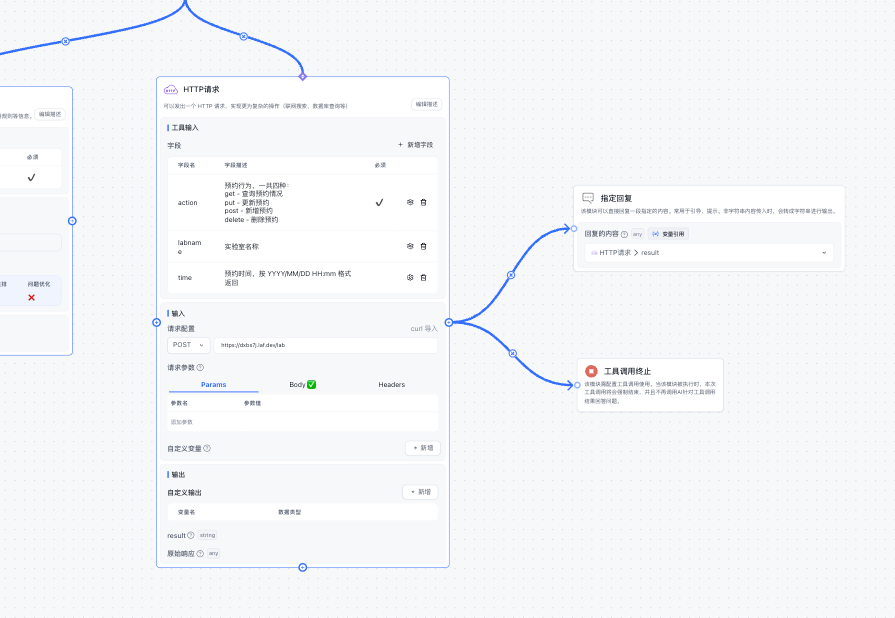 规则等信息、
编辑描述
必须
问题优化
HTTP请求
可以发出一个 HTTP 请求，实现更为复杂的操作（联网搜索、数据库查询等）
编辑描述
工具输入
字段
+ 新增字段
字段名
字段描述
必须
action
预约行为，一共四种：
get - 查询预约情况
put - 更新预约
post - 新增预约
delete - 删除预约
labnam
e
实验室名称
time
预约时间，按 YYYY/MM/DD HH:mm 格式
返回
输入
请求配置
curl 导入
POST
https://dxbs7j.laf.dev/lab
请求参数
Params
Body
Headers
参数名
参数值
添加参数
自定义变量
+ 新增
输出
自定义输出
+ 新增
变量名
数据类型
result
string
原始响应
any
指定回复
该模块可以直接回复一段指定的内容。常用于引导、提示。非字符串内容传入时，会转成字符串进行输出。
回复的内容
any
变量引用
HTTP请求 > result
工具调用终止
该模块需配置工具调用使用。当该模块被执行时，本次
工具调用将会强制结束，并且不再调用AI针对工具调用
结果回答问题。